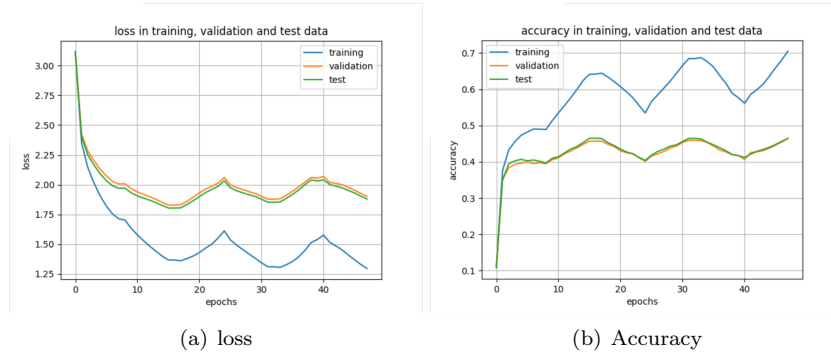 loss in training, validation and test data
training
validation
test
3.00
2.75
2.50
2.25
2.00
1.75
1.50
1.25
loss
0
10
20
30
40
epochs
(a) loss
accuracy in training, validation and test data
training
validation
test
0.7
0.6
0.5
0.4
0.3
0.2
0.1
accuracy
0
10
20
30
40
epochs
(b) Accuracy